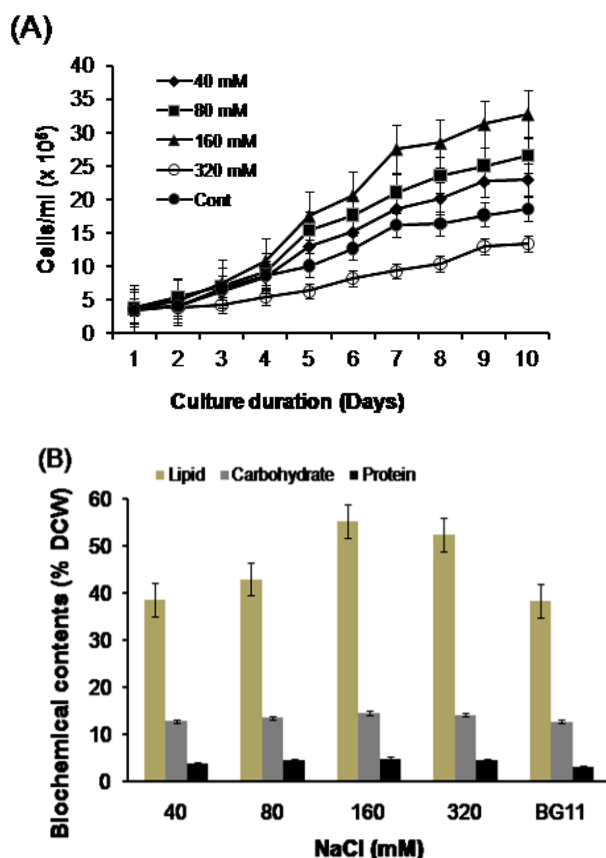 (A)
40
35
30
25
20
15
10
5
0
Cells/ml (x 10⁶)
40 mM
80 mM
160 mM
320 mM
Cont
1 2 3 4 5 6 7 8 9 10
Culture duration (Days)
(B)
Lipid Carbohydrate Protein
60
50
40
30
20
10
0
Biochemical contents (% DCW)
40 80 160 320 BG11
NaCl (mM)